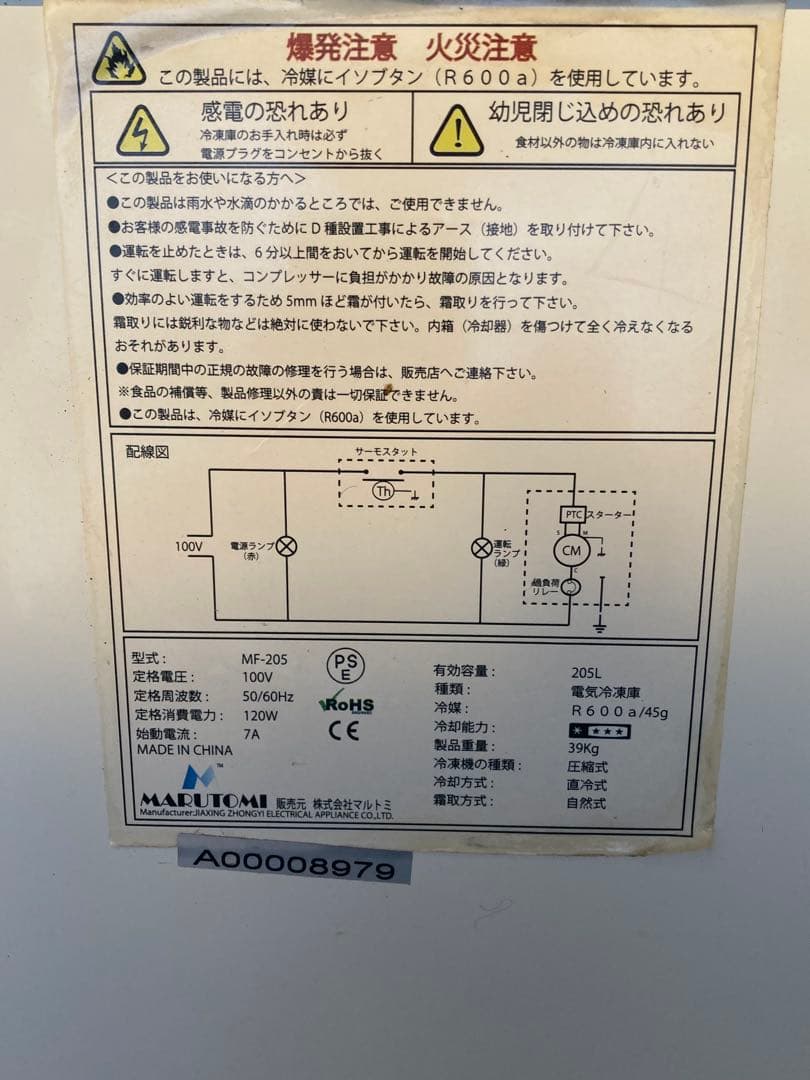 爆発注意 火災注意
この製品には、冷媒にイソブタン（Ｒ６００ａ）を使用しています。
感電の恐れあり
冷凍庫のお手入れ時は必ず
電源プラグをコンセントから抜く
幼児閉じ込めの恐れあり
食材以外の物は冷凍庫内に入れない
＜この製品をお使いになる方へ＞
●この製品は雨水や水滴のかかるところでは、ご使用できません。
●お客様の感電事故を防ぐためにＤ種設置工事によるアース（接地）を取り付けて下さい。
●運転を止めたときは、6分以上間をおいてから運転を開始してください。
すぐに運転しますと、コンプレッサーに負担がかかり故障の原因となります。
●効率のよい運転をするため5mmほど霜が付いたら、霜取りを行って下さい。
霜取りには鋭利な物などは絶対に使わないで下さい。内箱（冷却器）を傷つけて全く冷えなくなる
おそれがあります。
●保証期間中の正規の故障の修理を行う場合は、販売店へご連絡下さい。
※食品の補償等、製品修理以外の責は一切保証できません。
●この製品は、冷媒にイソブタン（R600a）を使用しています。
配線図
サーモスタット
Th
100V
電源ランプ
（赤）
運転
ランプ
（緑）
PTC スターター
S M
CM
C
過負荷
リレー
型式： MF-205
定格電圧： 100V
定格周波数： 50/60Hz
定格消費電力： 120W
始動電流： 7A
MADE IN CHINA
PS
E
RoHS
CE
有効容量： 205L
種類： 電気冷凍庫
冷媒： Ｒ６００ａ/45g
冷却能力： * ★★★
製品重量： 39Kg
冷凍機の種類： 圧縮式
冷却方式： 直冷式
霜取方式： 自然式
TM
MARUTOMI 販売元 株式会社マルトミ
Manufacturer:JIAXING ZHONGYI ELECTRICAL APPLIANCE CO.,LTD.
A00008979